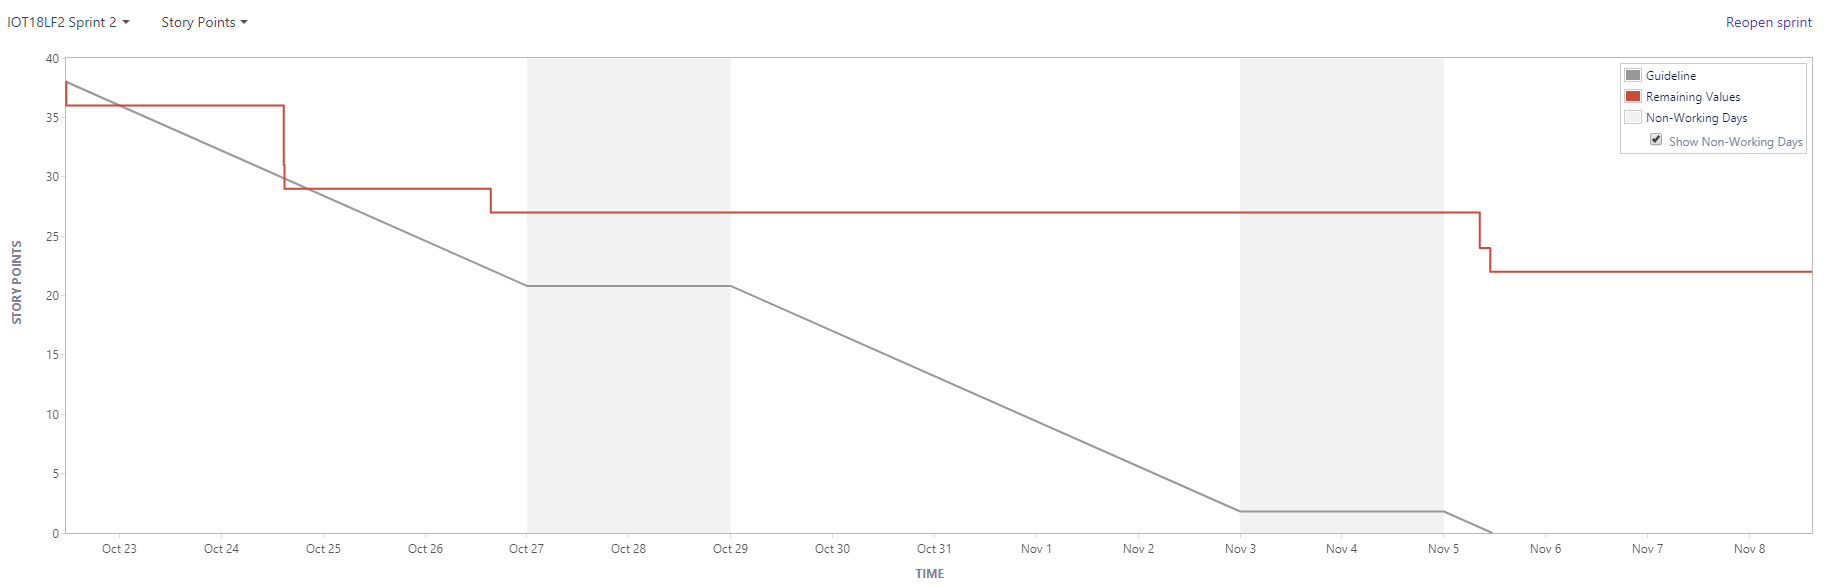 IOT18LF2 Sprint 2 Story Points Reopen sprint
40
35
30
25
20
15
10
5
0
STORY POINTS
Guideline
Remaining Values
Non-Working Days
Show Non-Working Days
Oct 23 Oct 24 Oct 25 Oct 26 Oct 27 Oct 28 Oct 29 Oct 30 Oct 31 Nov 1 Nov 2 Nov 3 Nov 4 Nov 5 Nov 6 Nov 7 Nov 8
TIME